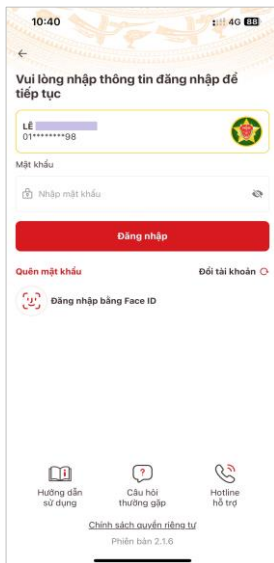 10:40
4G 88
Vui lòng nhập thông tin đăng nhập để
tiếp tục
LÊ
01********98
Mật khẩu
Nhập mật khẩu
Đăng nhập
Quên mật khẩu
Đổi tài khoản
Đăng nhập bằng Face ID
Hướng dẫn
sử dụng
Câu hỏi
thường gặp
Hotline
hỗ trợ
Chính sách quyền riêng tư
Phiên bản 2.1.6